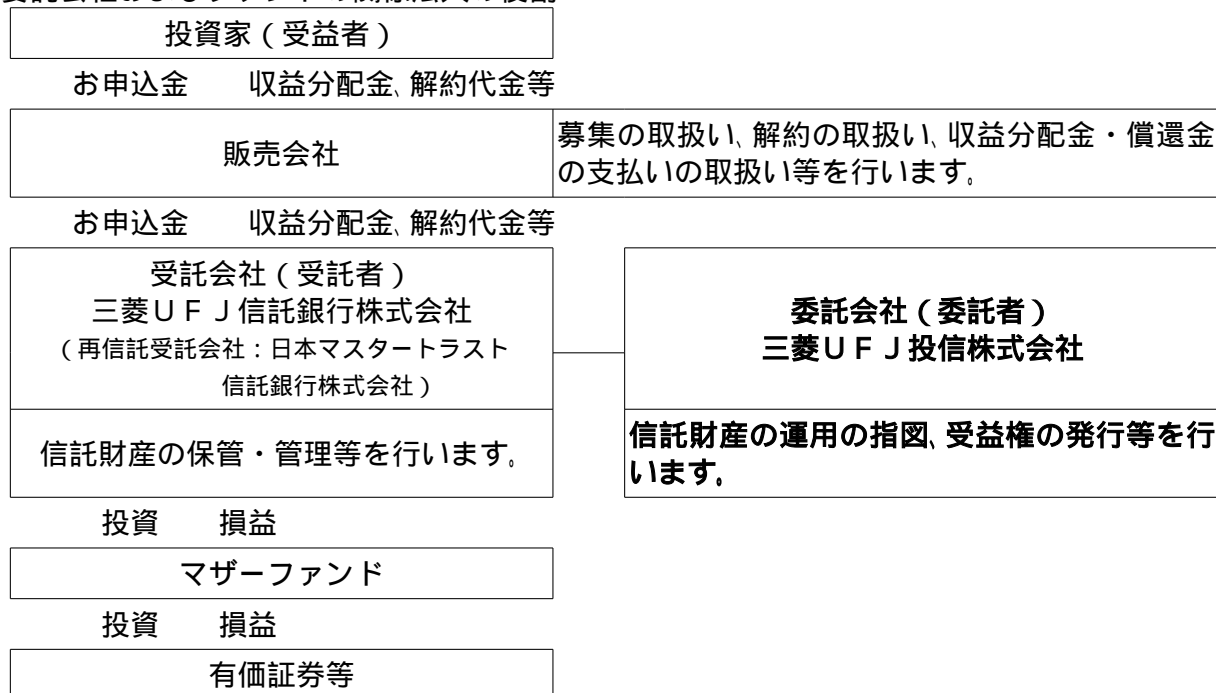 投資家（受益者）
お申込金　　収益分配金、解約代金等
販売会社
募集の取扱い、解約の取扱い、収益分配金・償還金
の支払いの取扱い等を行います。
お申込金　　収益分配金、解約代金等
受託会社（受託者）
三菱ＵＦＪ信託銀行株式会社
（再信託受託会社：日本マスタートラスト
信託銀行株式会社）
委託会社（委託者）
三菱ＵＦＪ投信株式会社
信託財産の保管・管理等を行います。
信託財産の運用の指図、受益権の発行等を行
います。
投資　　損益
マザーファンド
投資　　損益
有価証券等